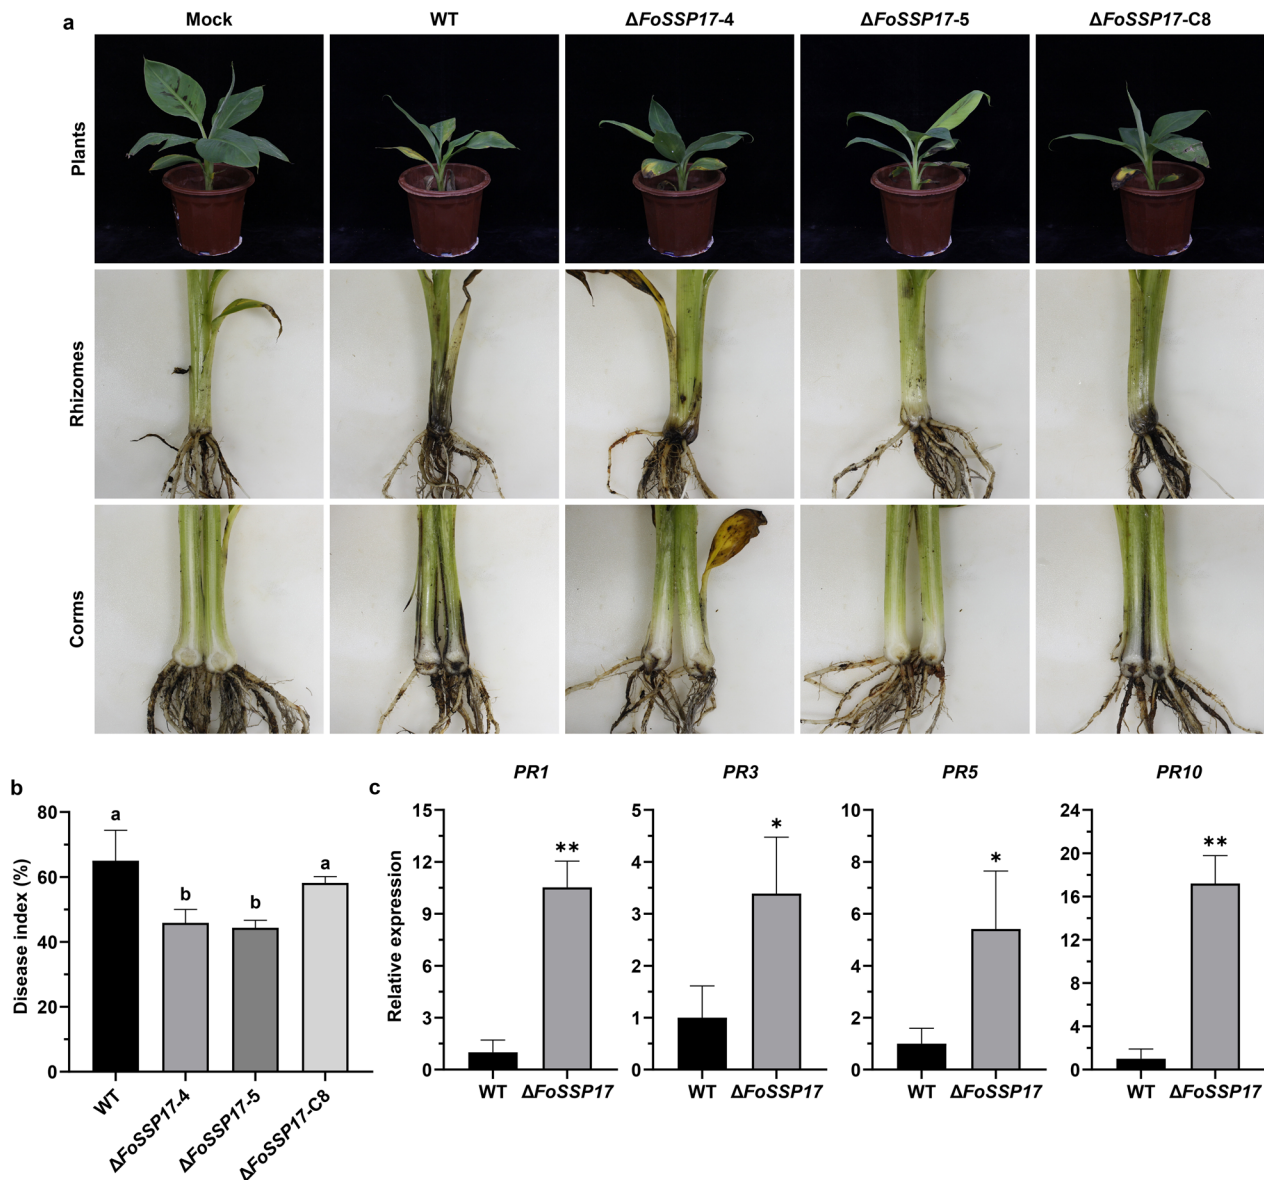 a
Mock WT ΔFoSSP17-4 ΔFoSSP17-5 ΔFoSSP17-C8
Plants
Rhizomes
Corms
b
Disease index (%)
80
60
40
20
0
a
b
b
a
WT ΔFoSSP17-4 ΔFoSSP17-5 ΔFoSSP17-C8
c
Relative expression
PR1
15
12
9
6
3
0
**
WT ΔFoSSP17
PR3
5
4
3
2
1
0
*
WT ΔFoSSP17
PR5
10
8
6
4
2
0
*
WT ΔFoSSP17
PR10
24
20
16
12
8
4
0
**
WT ΔFoSSP17